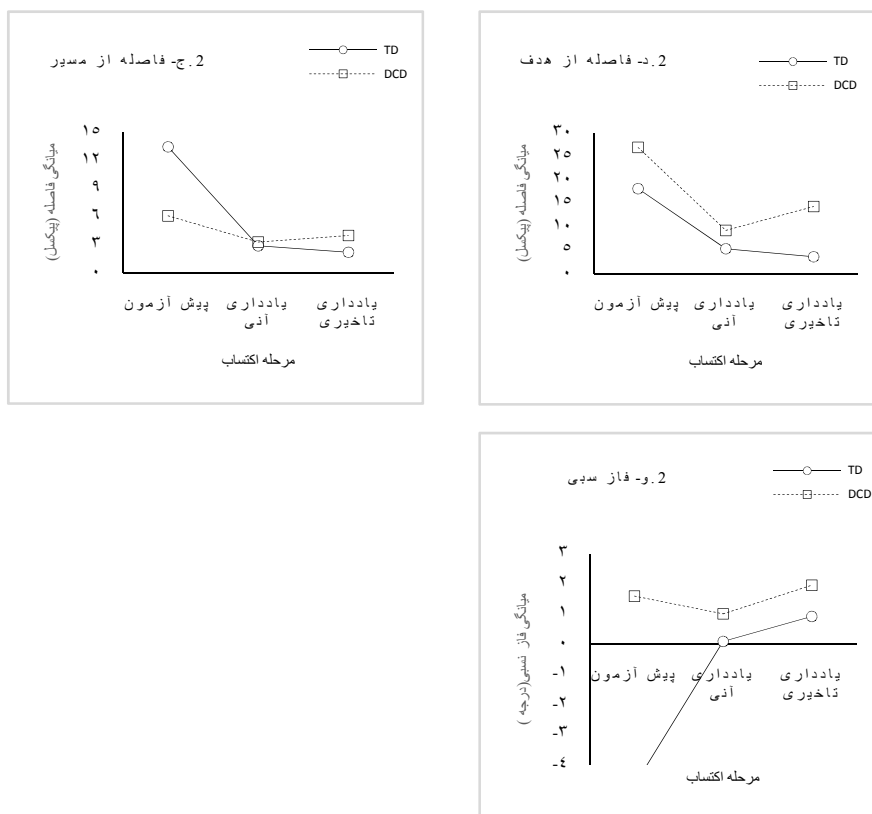 2.ج- فاصله از مسیر
TD
DCD
میانگی فاصله (پیکسل)
۱۵
۱۲
۹
۶
۳
۰
پیش آزمون
یادداری آنی
یادداری تاخیری
مرحله اکتساب
2.د- فاصله از هدف
TD
DCD
میانگی فاصله (پیکسل)
۳۰
۲۵
۲۰
۱۵
۱۰
۵
۰
پیش آزمون
یادداری آنی
یادداری تاخیری
مرحله اکتساب
2.و- فاز سبی
TD
DCD
میانگی فاز نسبی(درجه )
۳
۲
۱
۰
-۱
-۲
-۳
-۴
پیش آزمون
یادداری آنی
یادداری تاخیری
مرحله اکتساب